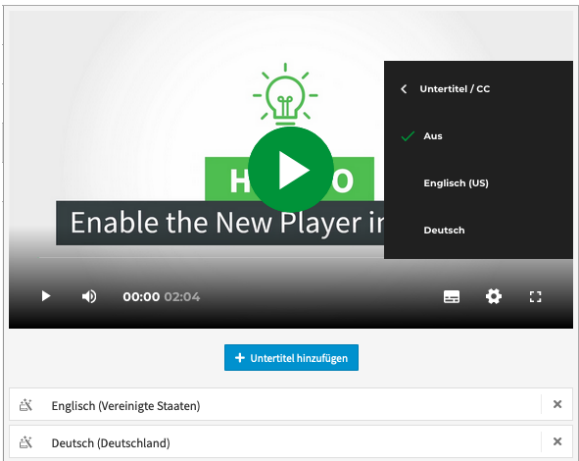 Untertitel / CC
Aus
Englisch (US)
Deutsch
Enable the New Player
00:00 02:04
+ Untertitel hinzufügen
Englisch (Vereinigte Staaten)
Deutsch (Deutschland)